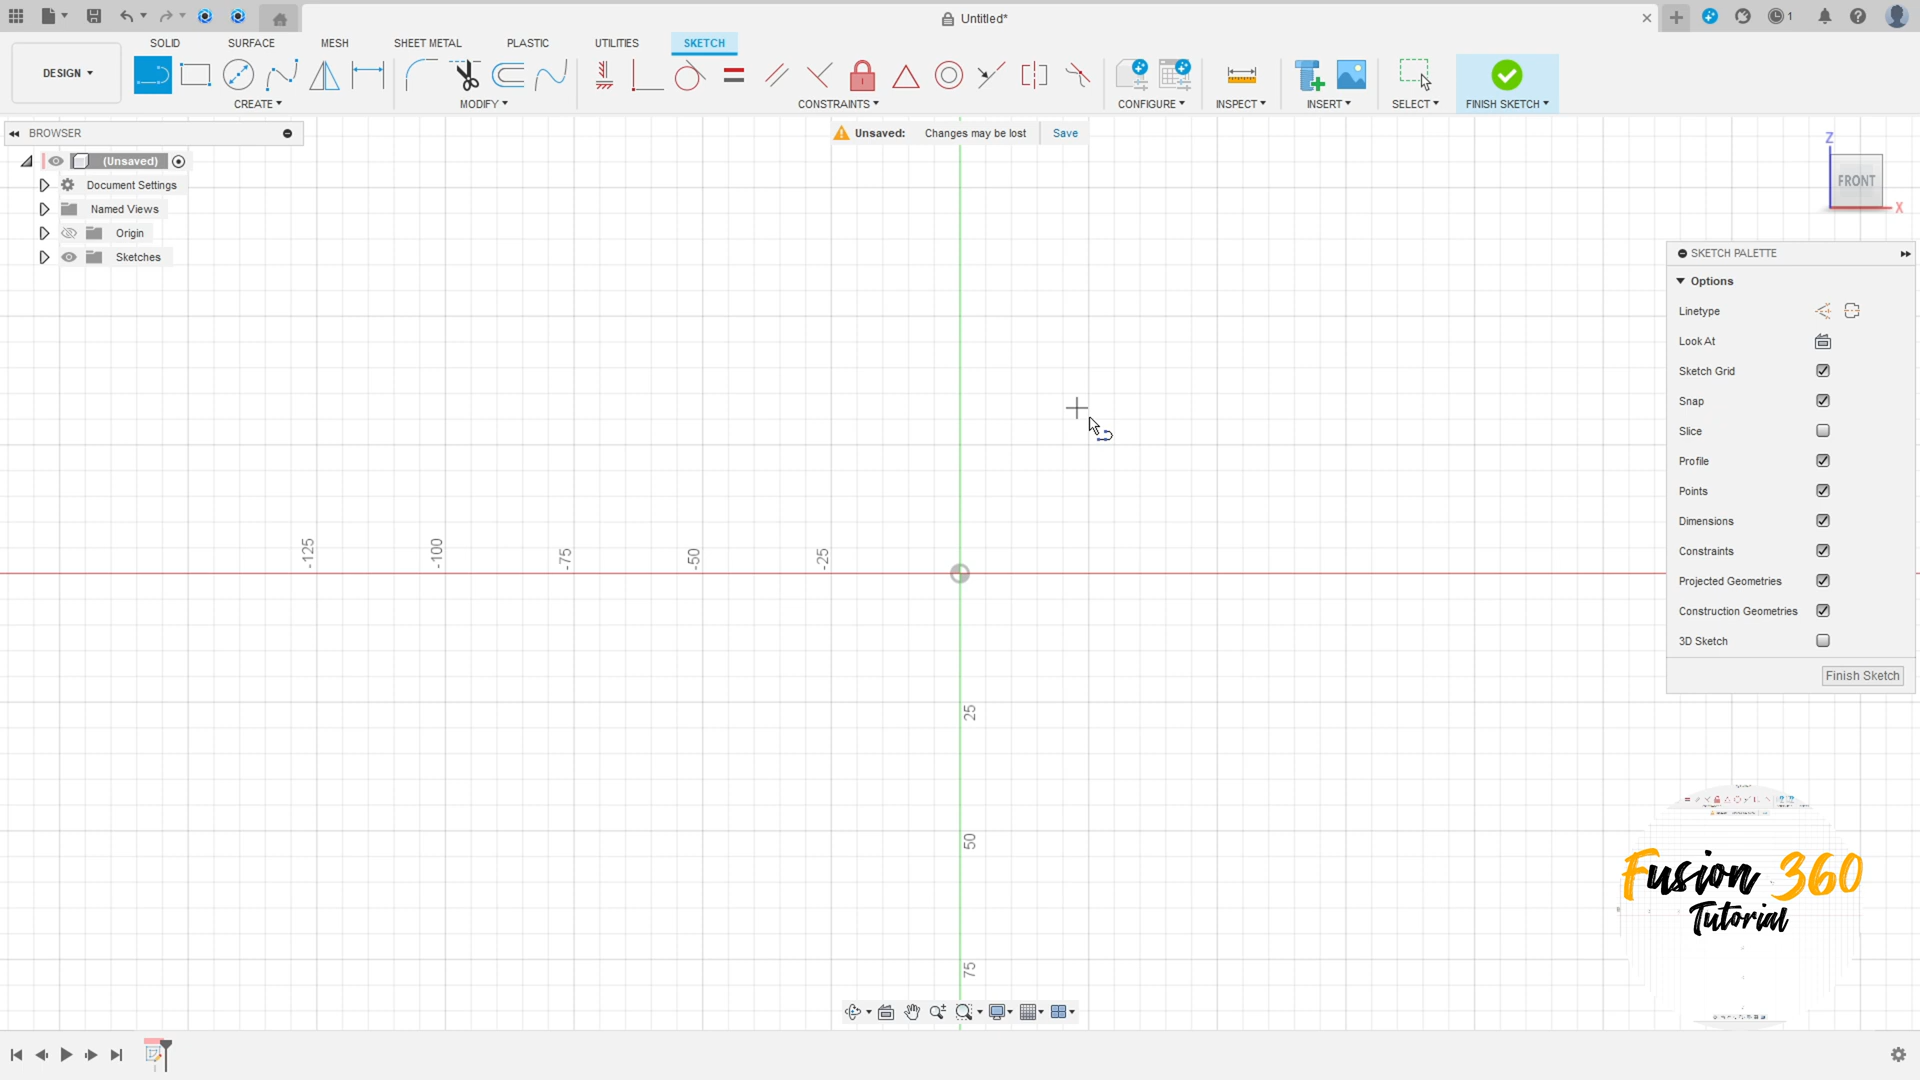 Untitled*
1
SOLID SURFACE MESH SHEET METAL PLASTIC UTILITIES SKETCH
DESIGN
CREATE MODIFY CONSTRAINTS CONFIGURE INSPECT INSERT SELECT FINISH SKETCH
BROWSER
Unsaved: Changes may be lost Save
(Unsaved)
Document Settings
Named Views
Origin
Sketches
Z
FRONT
X
SKETCH PALETTE
Options
Linetype
Look At
Sketch Grid
Snap
Slice
Profile
Points
Dimensions
Constraints
Projected Geometries
Construction Geometries
3D Sketch
Finish Sketch
-125
-100
-75
-50
-25
25
50
75
Fusion 360
Tutorial